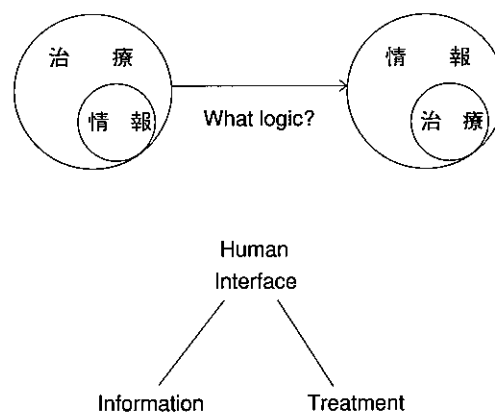 治 療
情 報
What logic?
情 報
治 療
Human
Interface
Information
Treatment